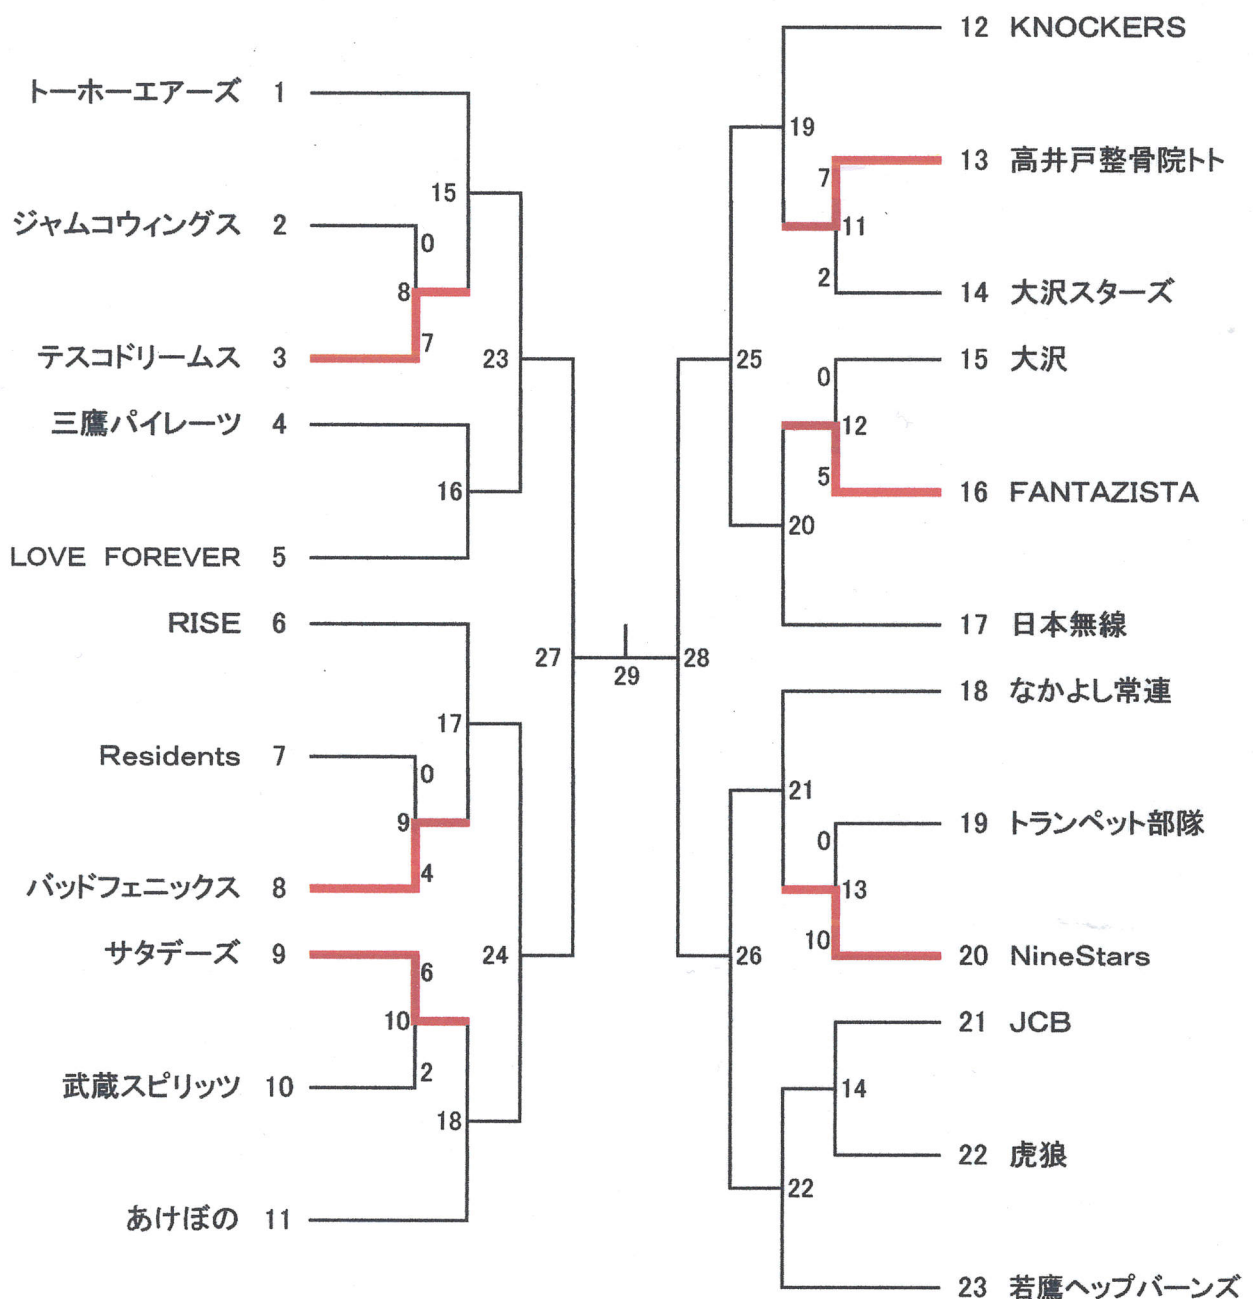 トーホーエアーズ 1
15
ジャムコウィングス 2
0
8
7
テスコドリームス 3
23
三鷹パイレーツ 4
16
LOVE FOREVER 5
RISE 6
27
17
Residents 7
0
9
4
バッドフェニックス 8
サタデーズ 9
6
24
10
2
武蔵スピリッツ 10
18
あけぼの 11
29
12 KNOCKERS
19
13 高井戸整骨院トト
7
11
2
14 大沢スターズ
25
15 大沢
0
12
5
16 FANTAZISTA
20
17 日本無線
28
18 なかよし常連
21
19 トランペット部隊
0
13
10
20 NineStars
26
21 JCB
14
22 虎狼
22
23 若鷹ヘップバーンズ